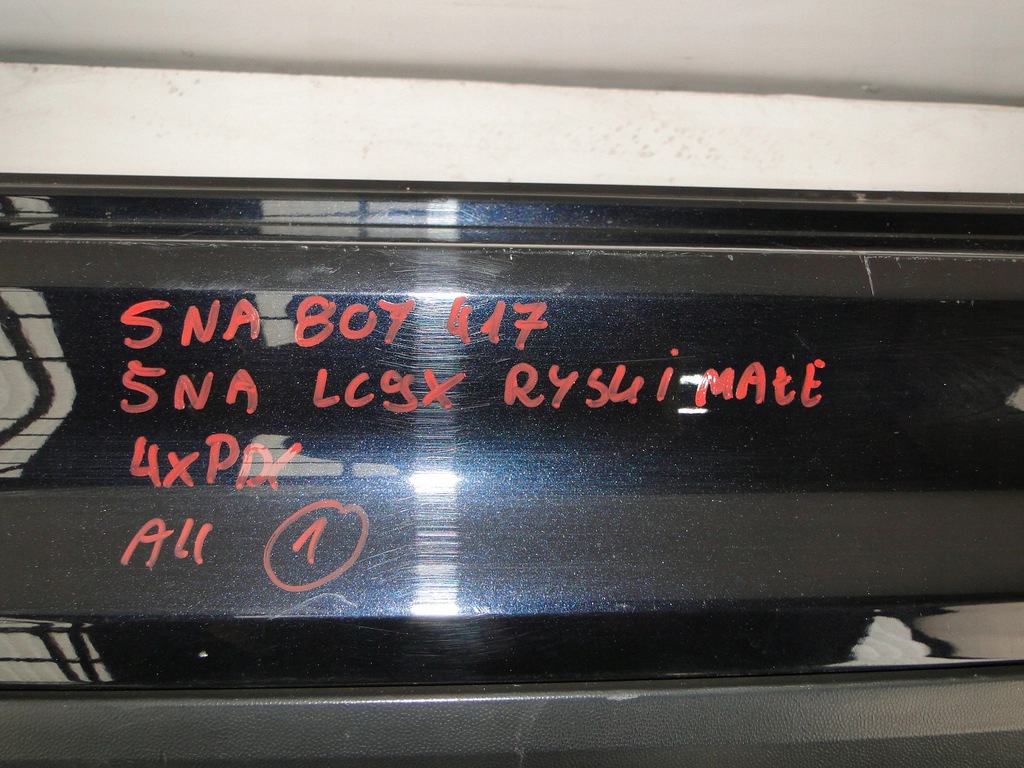 5NA 807 417
5NA LC9X RYSKI MAŁE
4xPDC
All ①